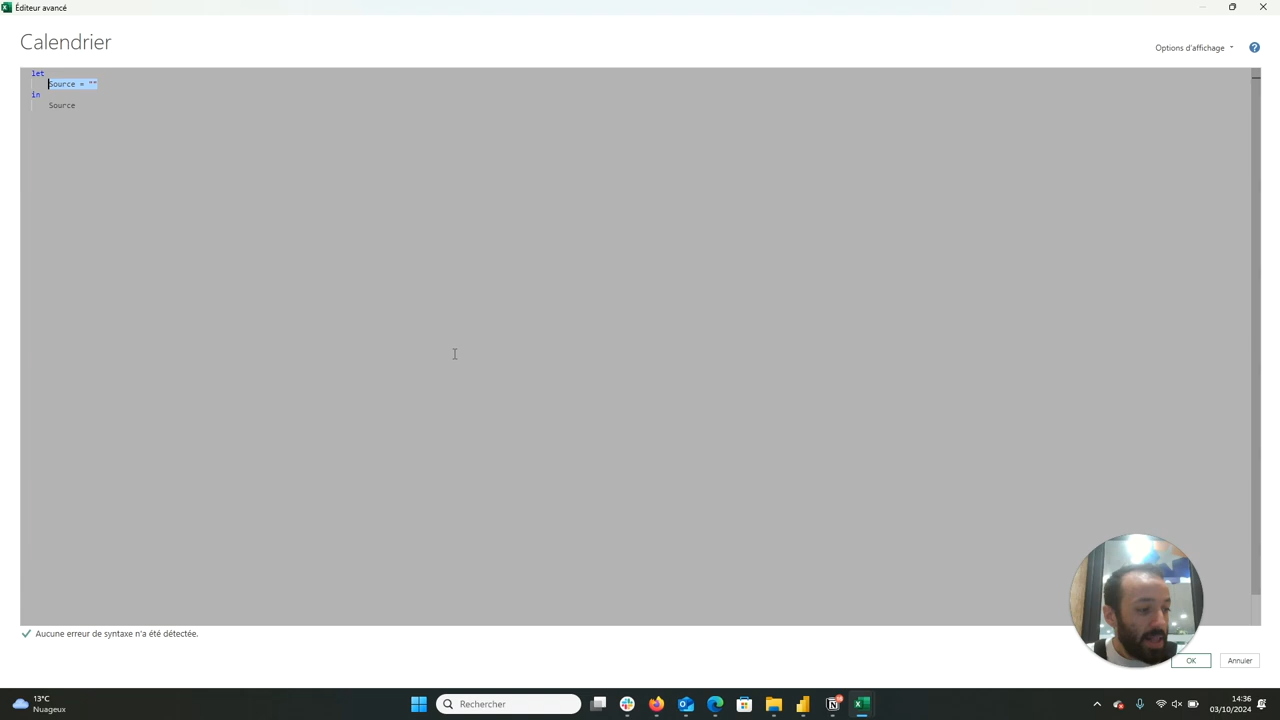 Éditeur avancé
Calendrier
Options d'affichage
let
Source = ""
in
Source
Aucune erreur de syntaxe n'a été détectée.
OK
Annuler
13°C
Nuageux
Rechercher
14:36
03/10/2024